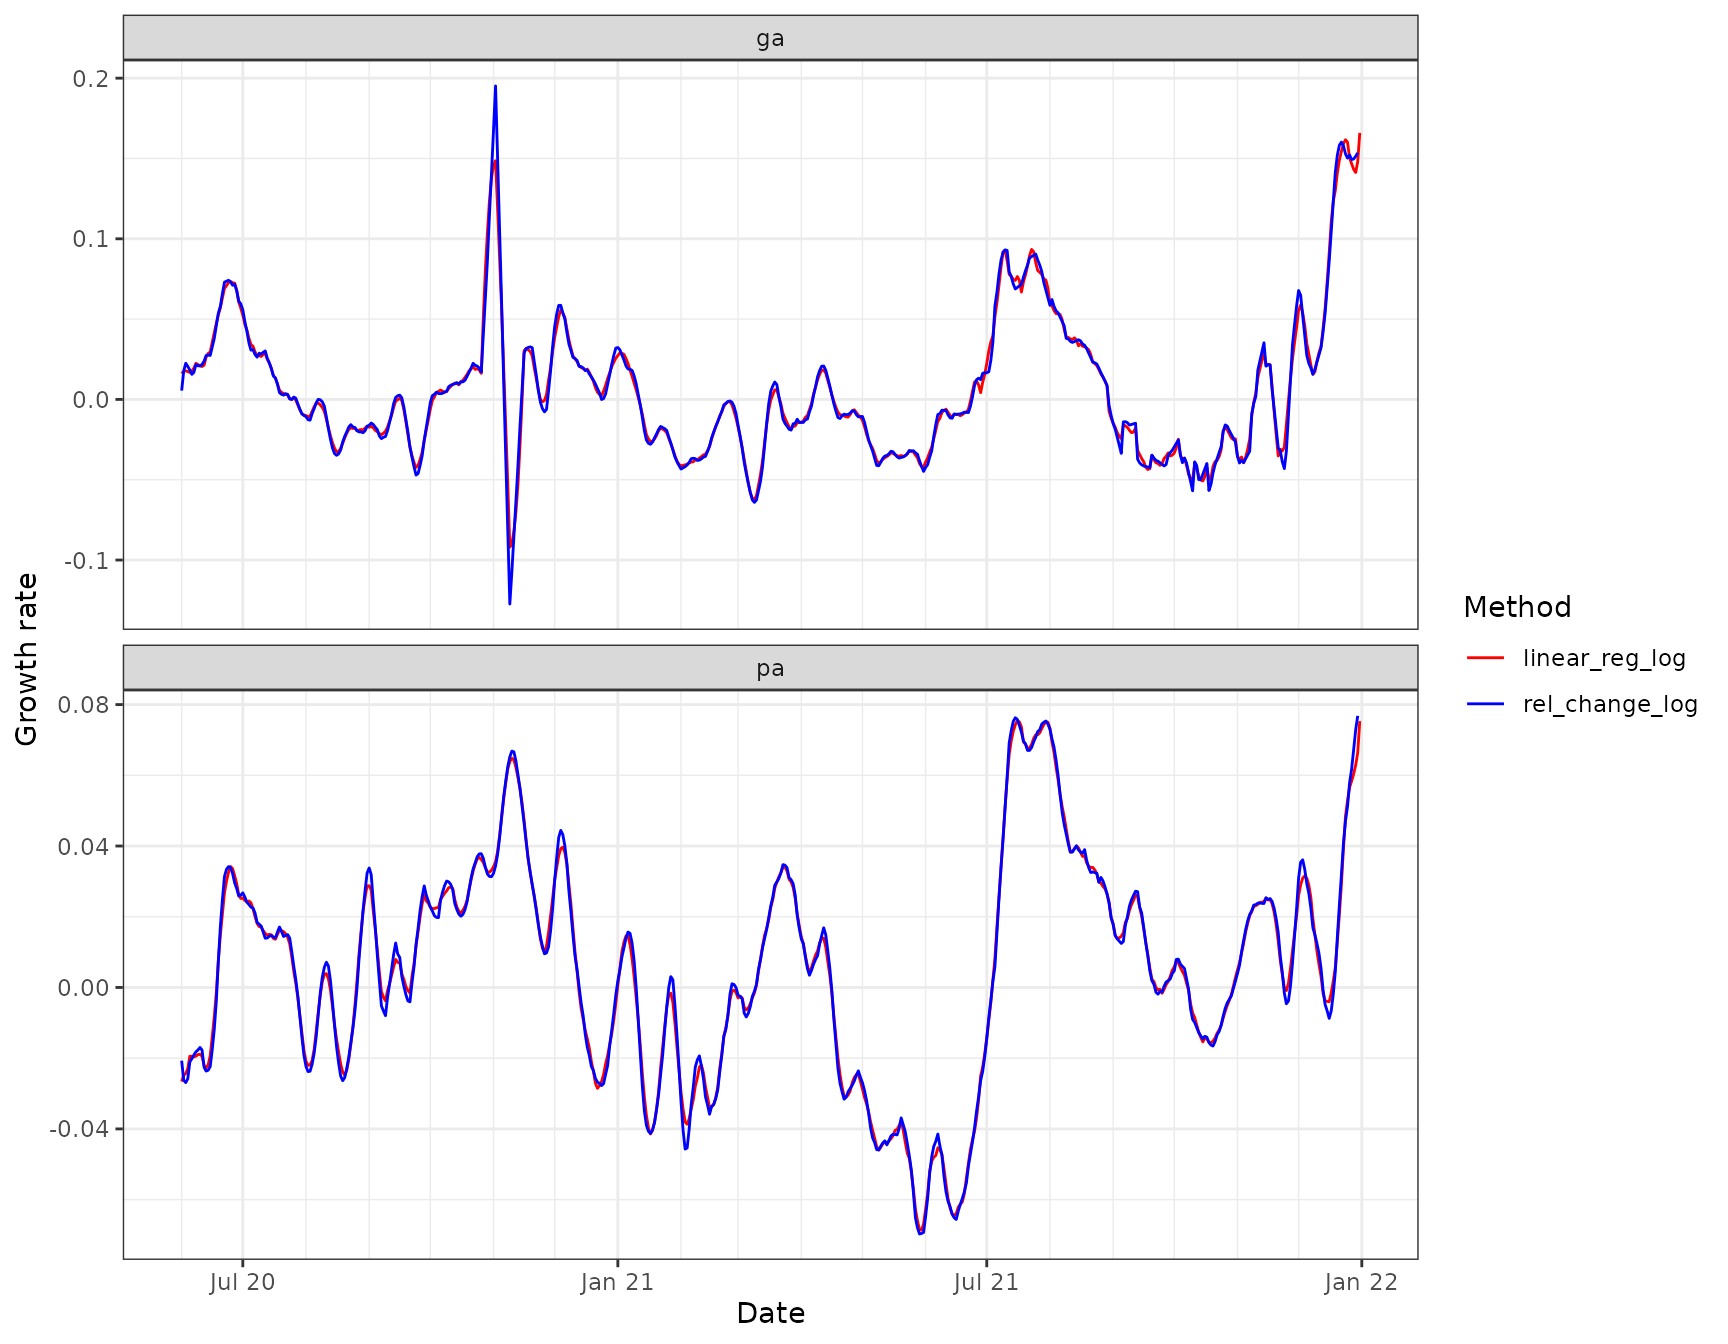 ga
0.2
0.1
0.0
-0.1
pa
0.08
0.04
0.00
-0.04
Growth rate
Jul 20
Jan 21
Jul 21
Jan 22
Date
Method
linear_reg_log
rel_change_log